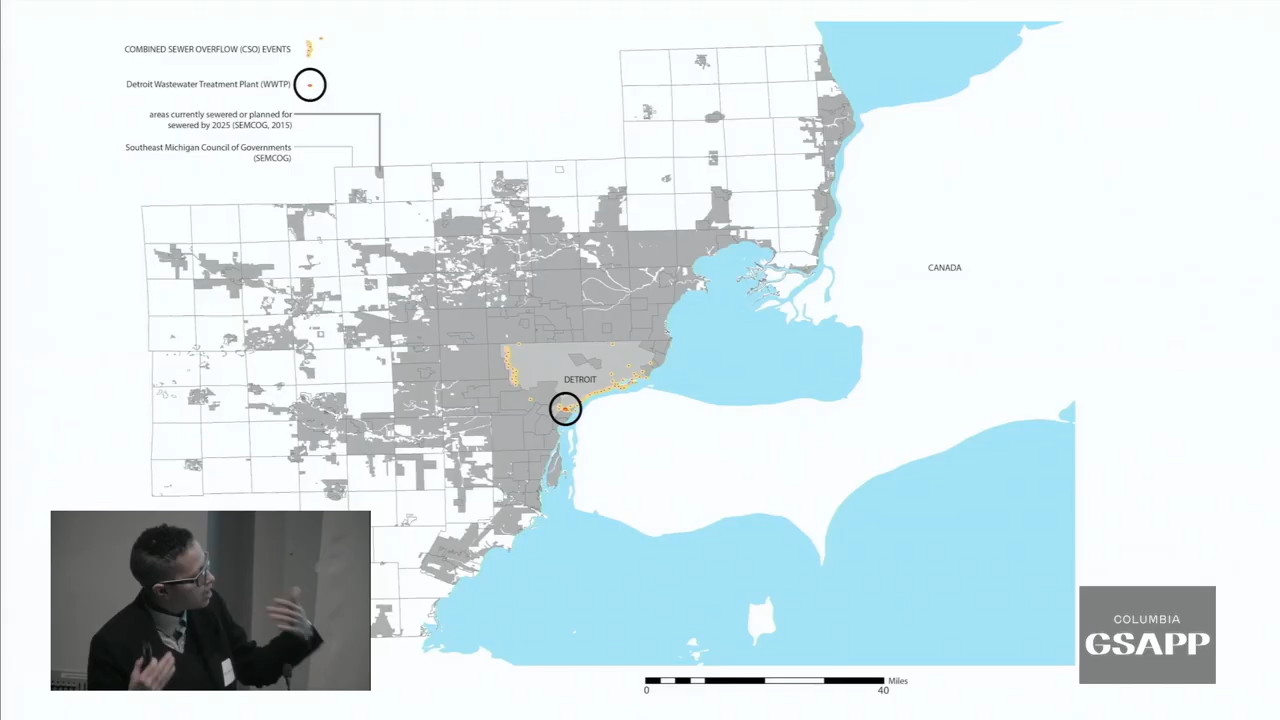 COMBINED SEWER OVERFLOW (CSO) EVENTS
Detroit Wastewater Treatment Plant (WWTP)
areas currently sewered or planned for
sewered by 2025 (SEMCOG, 2015)
Southeast Michigan Council of Governments
(SEMCOG)
CANADA
DETROIT
COLUMBIA
GSAPP
Miles
0
40